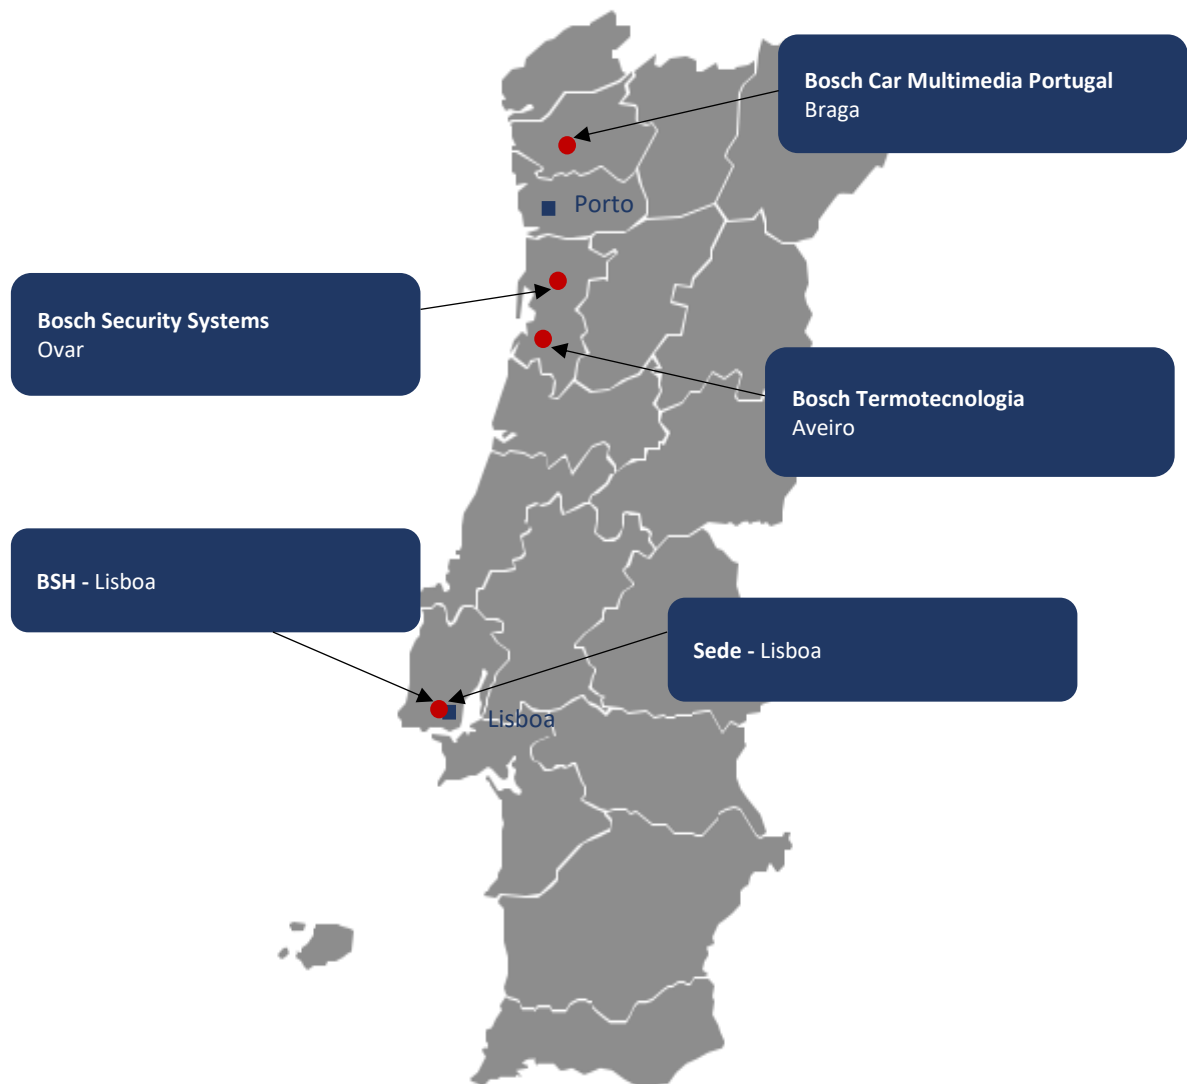 Bosch Car Multimedia Portugal
Braga
Porto
Bosch Security Systems
Ovar
Bosch Termotecnologia
Aveiro
BSH - Lisboa
Sede - Lisboa
Lisboa